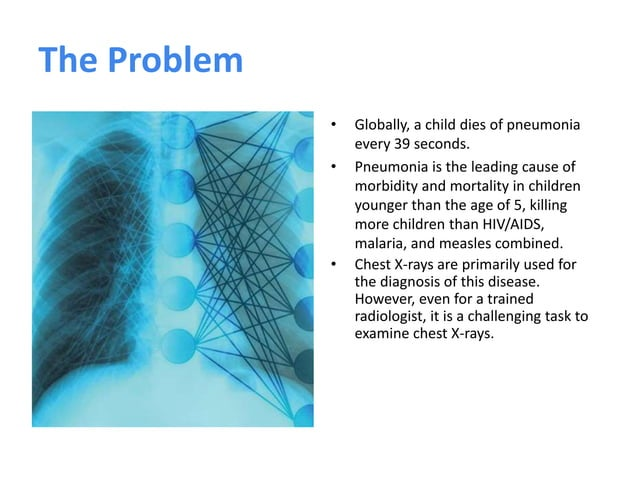 The Problem
• Globally, a child dies of pneumonia
every 39 seconds.
• Pneumonia is the leading cause of
morbidity and mortality in children
younger than the age of 5, killing
more children than HIV/AIDS,
malaria, and measles combined.
• Chest X-rays are primarily used for
the diagnosis of this disease.
However, even for a trained
radiologist, it is a challenging task to
examine chest X-rays.